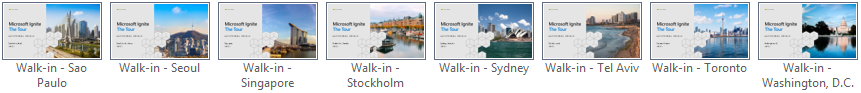 Microsoft Ignite
The Tour
Microsoft Ignite
The Tour
Microsoft Ignite
The Tour
Microsoft Ignite
The Tour
Microsoft Ignite
The Tour
Microsoft Ignite
The Tour
Microsoft Ignite
The Tour
Microsoft Ignite
The Tour
Walk-in - Sao
Paulo
Walk-in - Seoul
Walk-in -
Singapore
Walk-in -
Stockholm
Walk-in - Sydney
Walk-in - Tel Aviv
Walk-in - Toronto
Walk-in -
Washington, D.C.